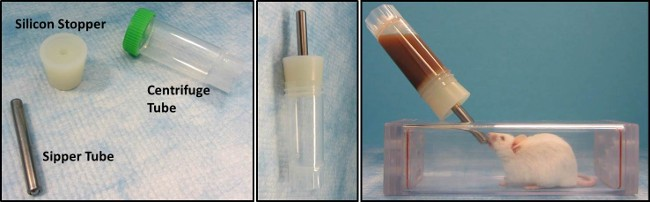 Silicon Stopper
Centrifuge
Tube
Sipper Tube